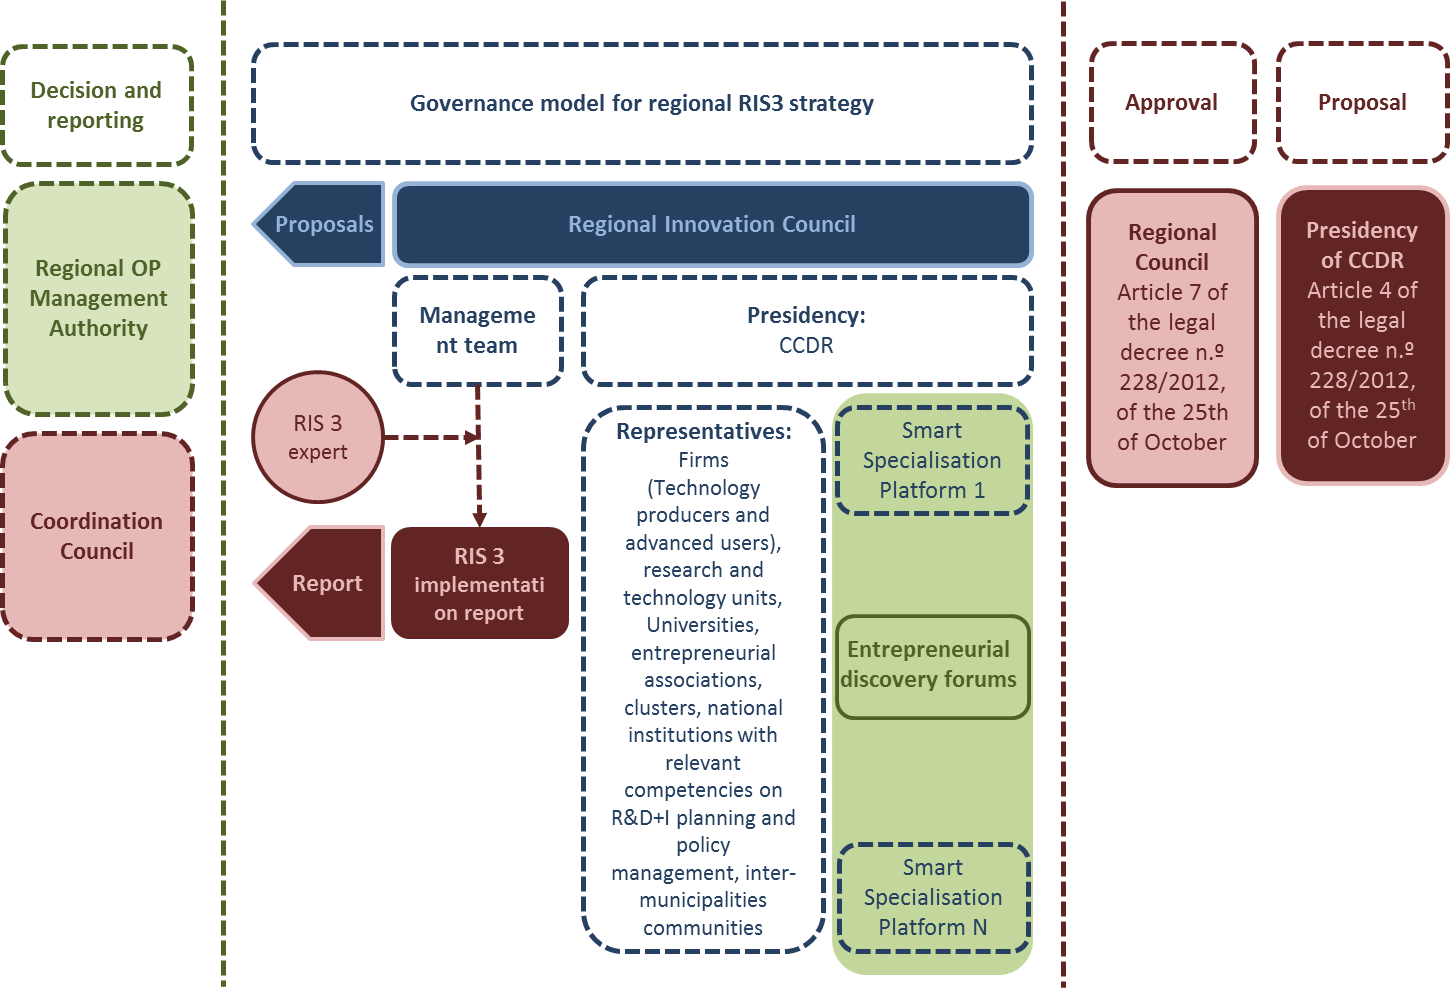 Decision and
reporting
Regional OP
Management
Authority
Coordination
Council
Governance model for regional RIS3 strategy
Proposals
Regional Innovation Council
Manageme
nt team
Presidency:
CCDR
RIS 3
expert
Report
RIS 3
implementati
on report
Representatives:
Firms
(Technology
producers and
advanced users),
research and
technology units,
Universities,
entrepreneurial
associations,
clusters, national
institutions with
relevant
competencies on
R&D+I planning and
policy
management, inter-
municipalities
communities
Smart
Specialisation
Platform 1
Entrepreneurial
discovery forums
Smart
Specialisation
Platform N
Approval
Regional
Council
Article 7 of
the legal
decree n.º
228/2012,
of the 25th
of October
Proposal
Presidency
of CCDR
Article 4 of
the legal
decree n.º
228/2012,
of the 25th
of October